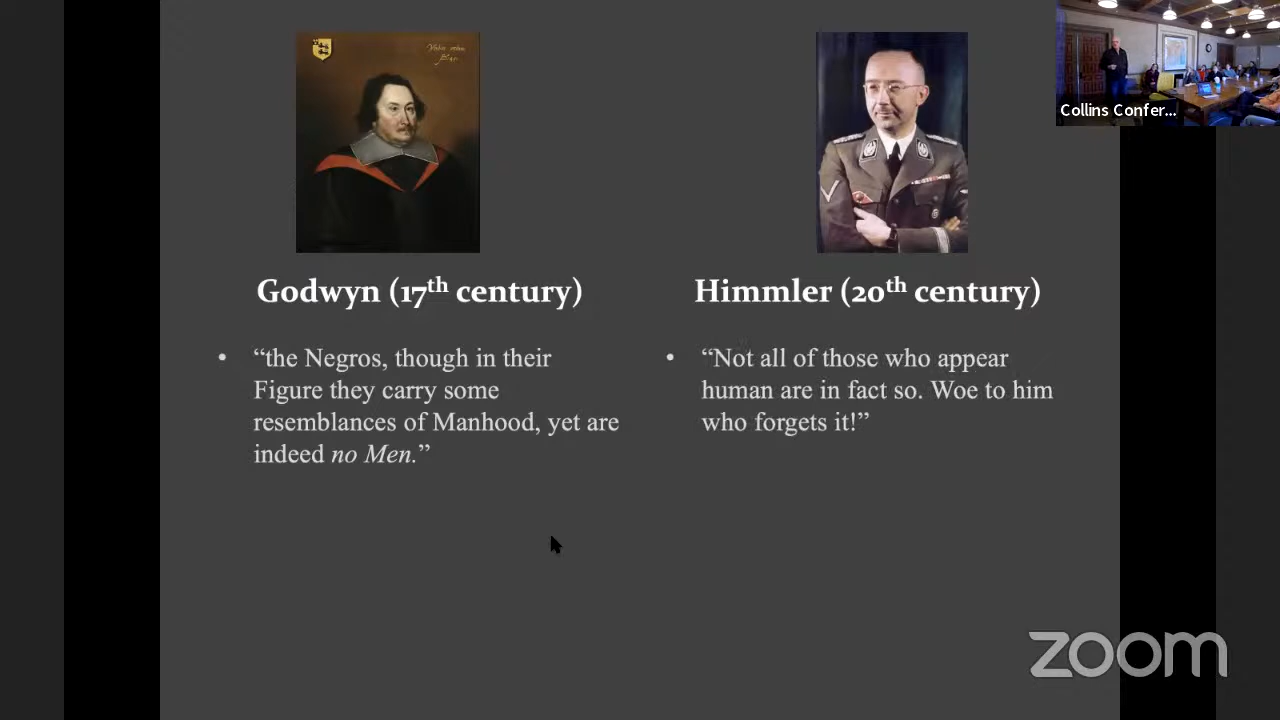 Collins Confer...
Godwyn (17th century)
• “the Negros, though in their
Figure they carry some
resemblances of Manhood, yet are
indeed no Men.”
Himmler (20th century)
• “Not all of those who appear
human are in fact so. Woe to him
who forgets it!”
zoom